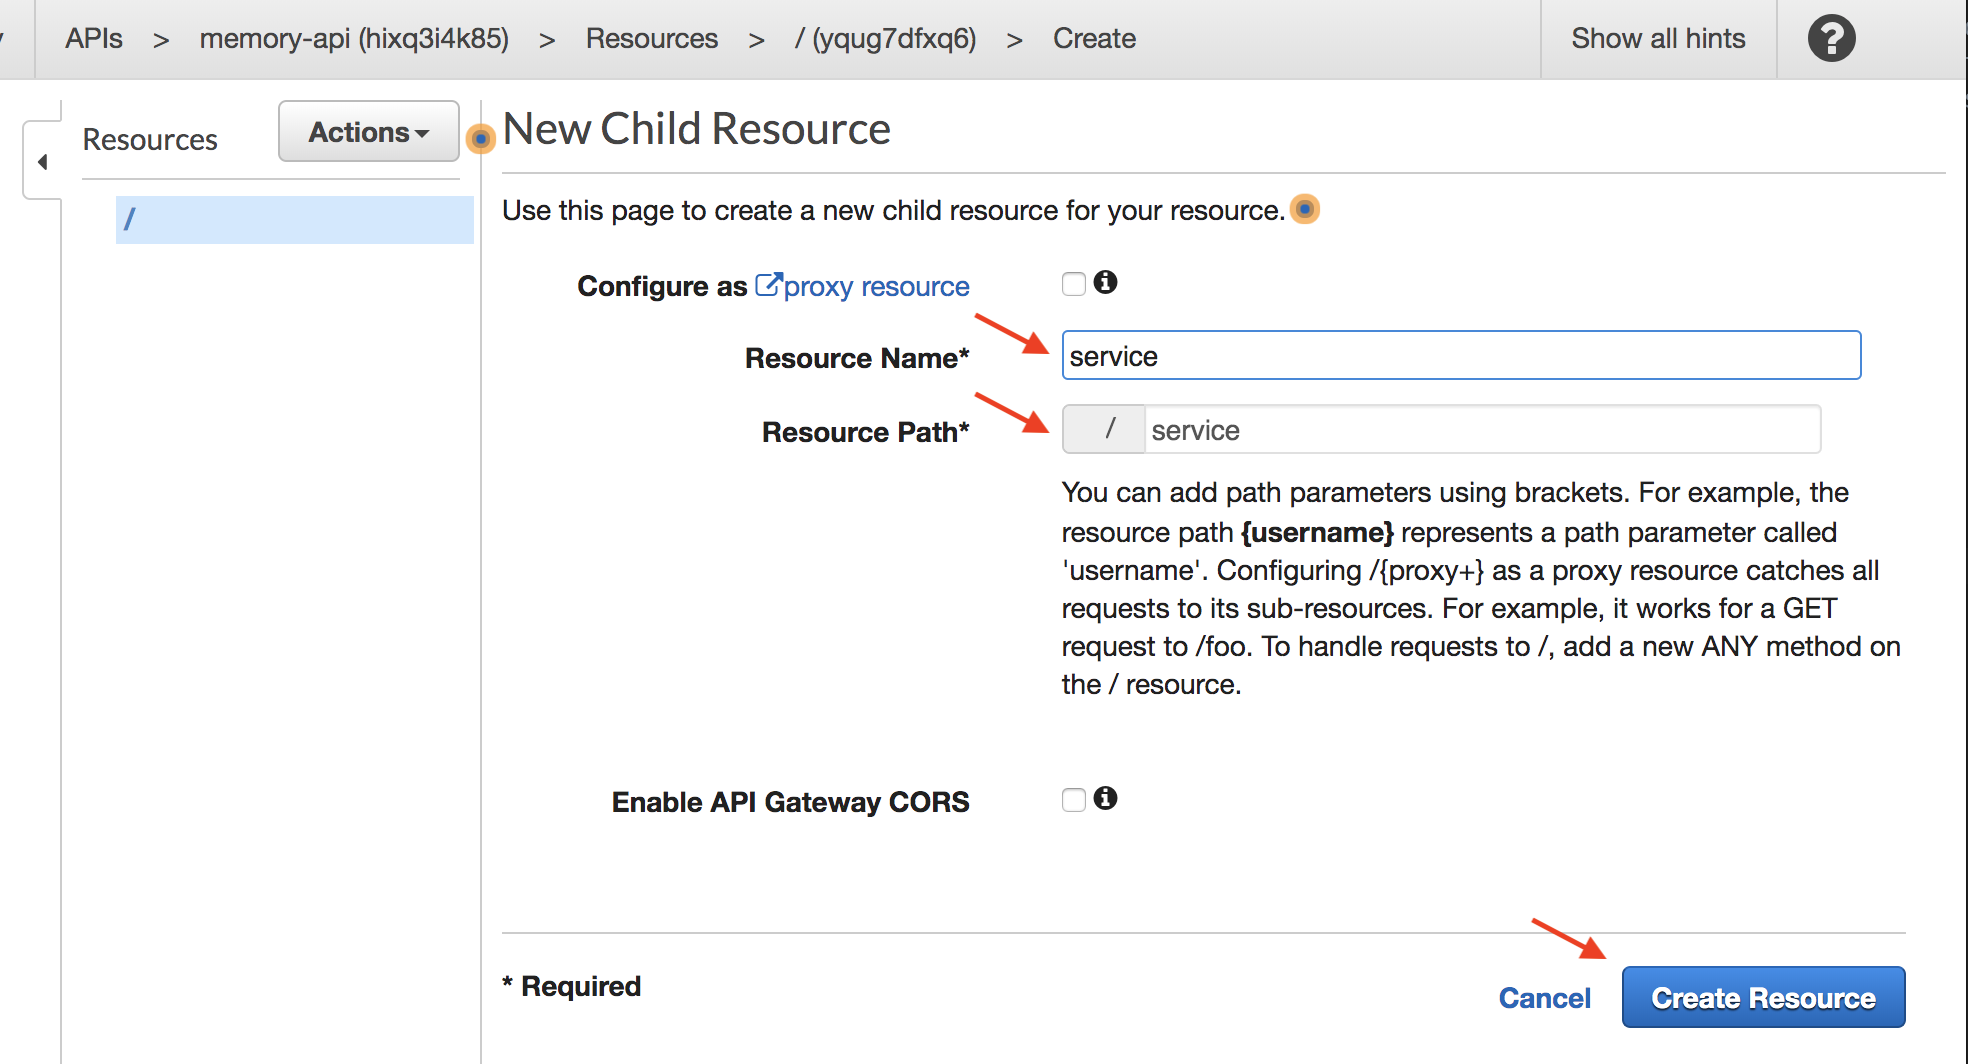 APIs > memory-api (hixq3i4k85) > Resources > / (yqug7dfxq6) > Create
Show all hints
Resources
Actions
/
New Child Resource
Use this page to create a new child resource for your resource.
Configure as proxy resource
Resource Name*
service
Resource Path*
/ service
You can add path parameters using brackets. For example, the
resource path {username} represents a path parameter called
'username'. Configuring /{proxy+} as a proxy resource catches all
requests to its sub-resources. For example, it works for a GET
request to /foo. To handle requests to /, add a new ANY method on
the / resource.
Enable API Gateway CORS
* Required
Cancel
Create Resource